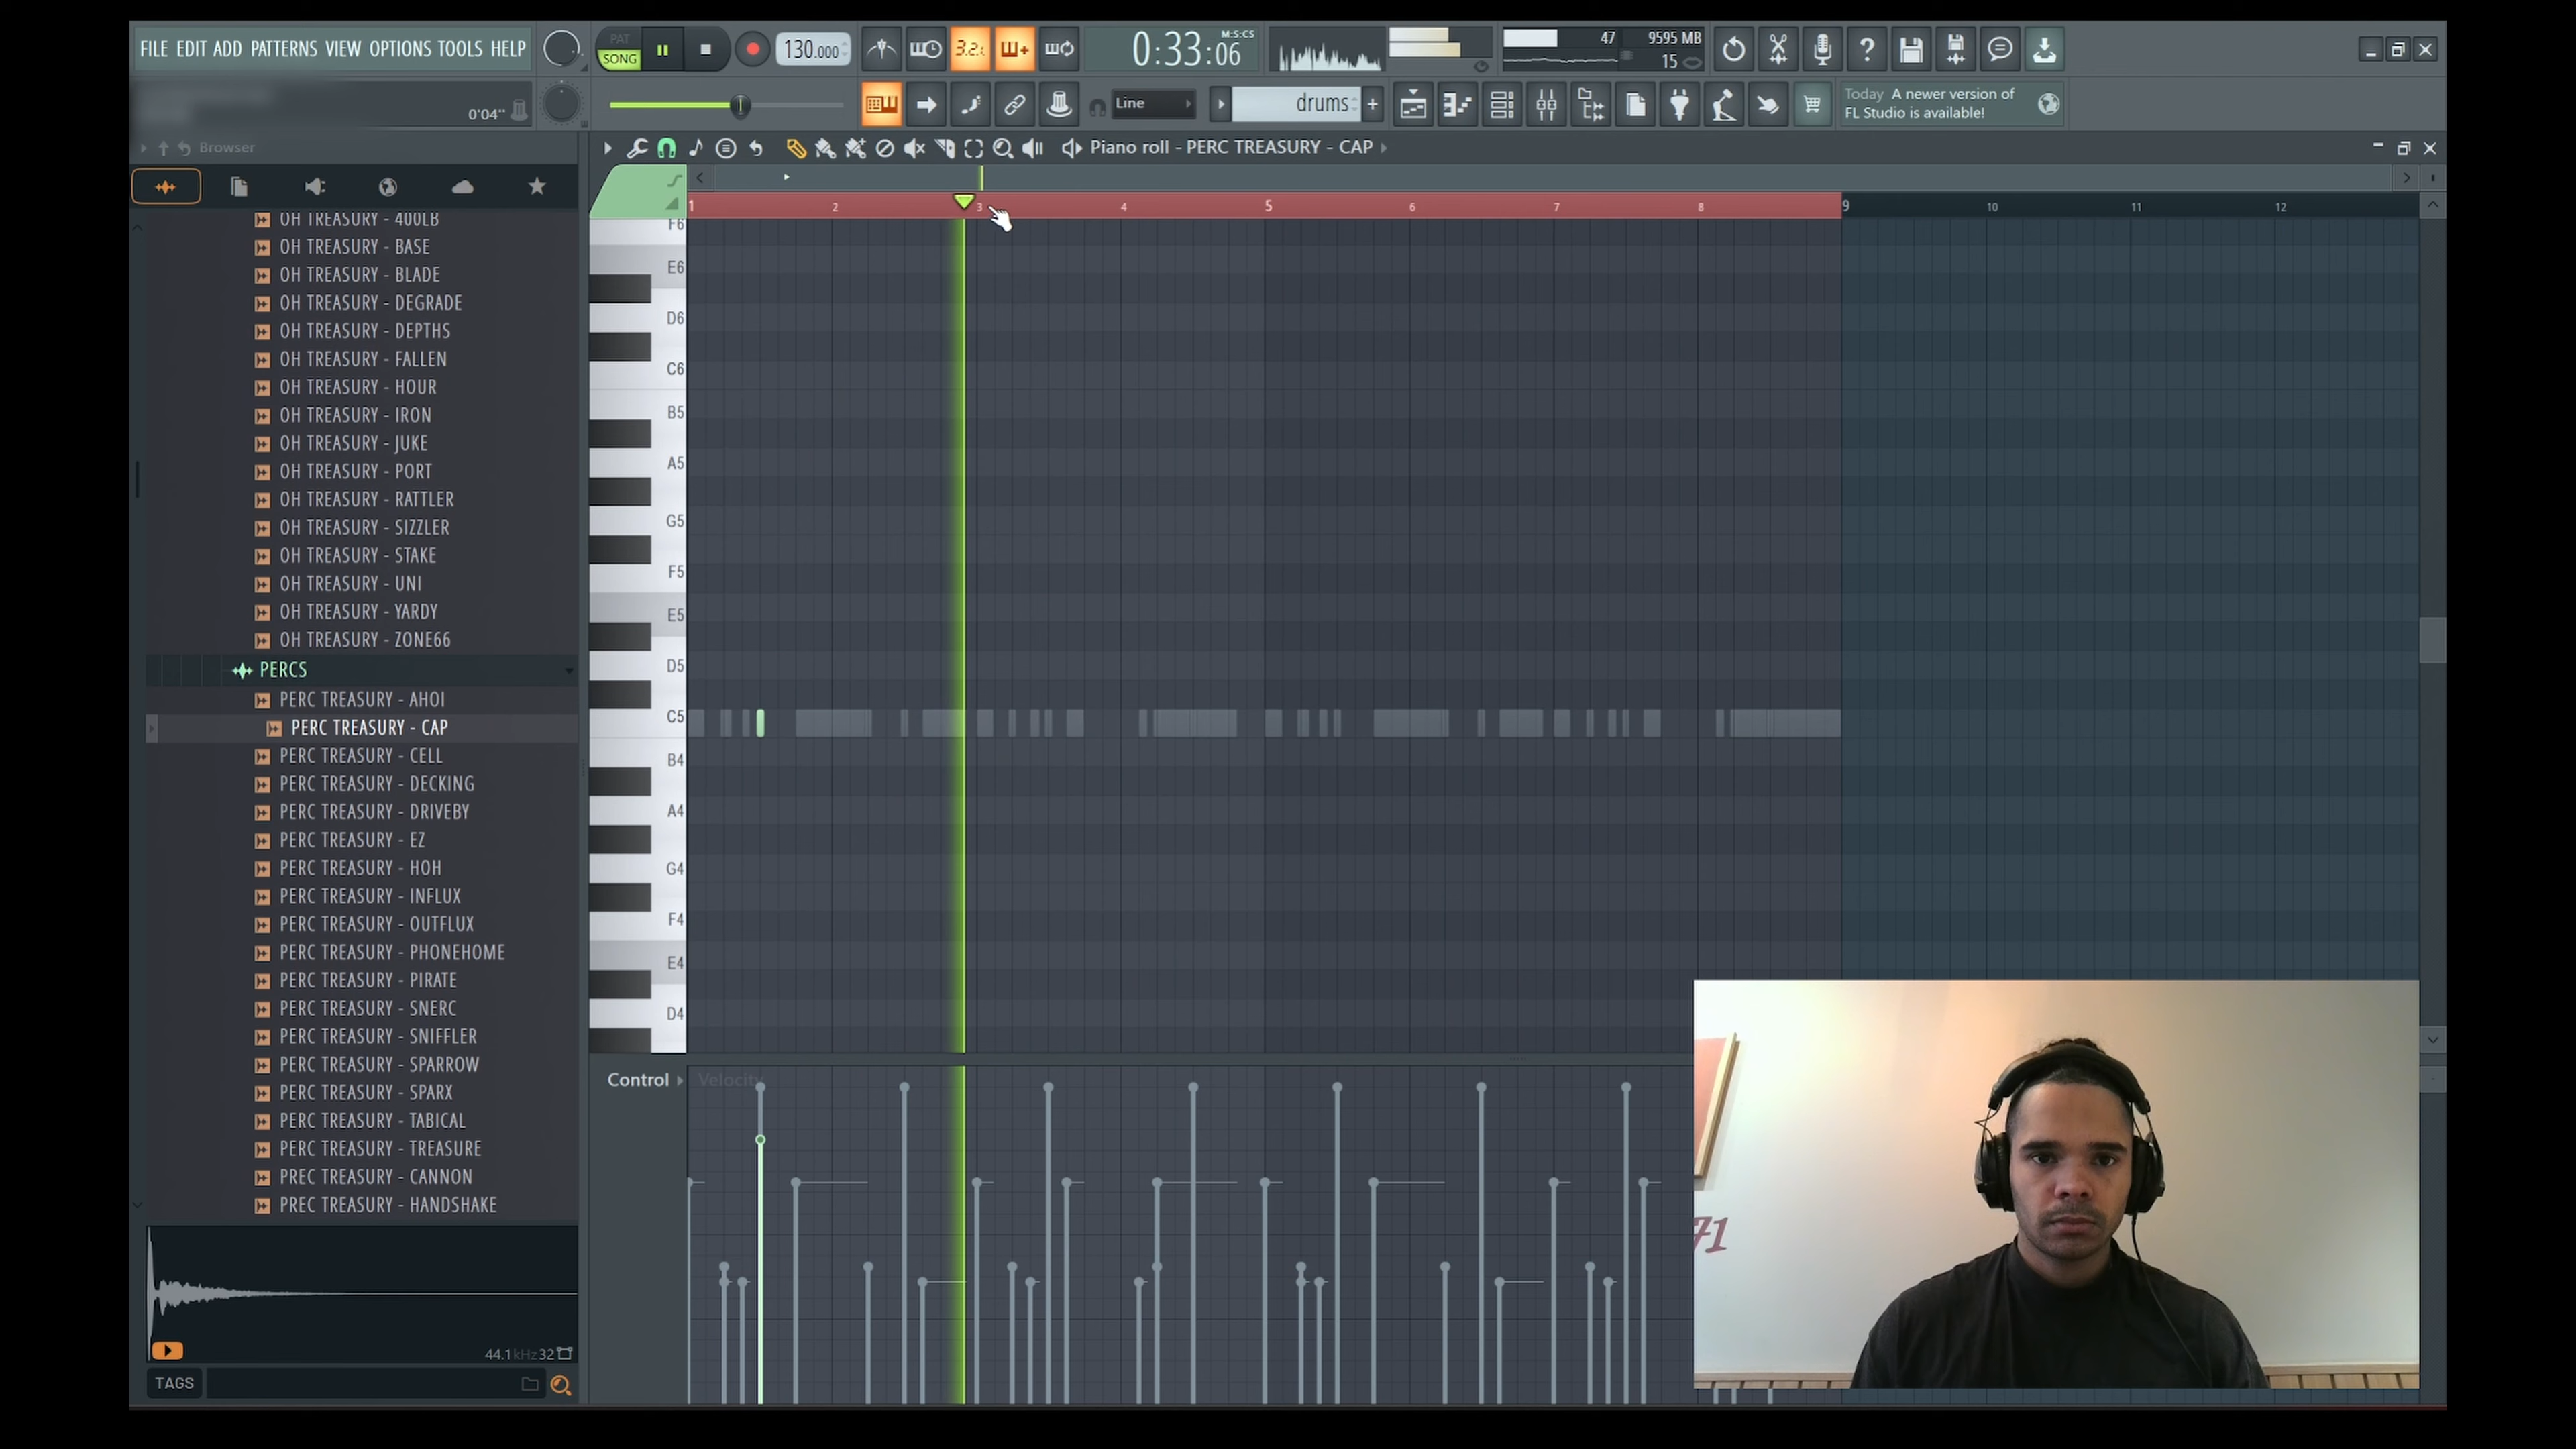 FILE EDIT ADD PATTERNS VIEW OPTIONS TOOLS HELP
PAT
SONG
130.000
3.2.
0:33:06
M:S:CS
47
9595 MB
15
0'04"
Line
drums
Today A newer version of
FL Studio is available!
Browser
Piano roll - PERC TREASURY - CAP
1 2 3 4 5 6 7 8 9 10 11 12
OH TREASURY - 400LB
OH TREASURY - BASE
OH TREASURY - BLADE
OH TREASURY - DEGRADE
OH TREASURY - DEPTHS
OH TREASURY - FALLEN
OH TREASURY - HOUR
OH TREASURY - IRON
OH TREASURY - JUKE
OH TREASURY - PORT
OH TREASURY - RATTLER
OH TREASURY - SIZZLER
OH TREASURY - STAKE
OH TREASURY - UNI
OH TREASURY - YARDY
OH TREASURY - ZONE66
PERCS
PERC TREASURY - AHOI
PERC TREASURY - CAP
PERC TREASURY - CELL
PERC TREASURY - DECKING
PERC TREASURY - DRIVEBY
PERC TREASURY - EZ
PERC TREASURY - HOH
PERC TREASURY - INFLUX
PERC TREASURY - OUTFLUX
PERC TREASURY - PHONEHOME
PERC TREASURY - PIRATE
PERC TREASURY - SNERC
PERC TREASURY - SNIFFLER
PERC TREASURY - SPARROW
PERC TREASURY - SPARX
PERC TREASURY - TABICAL
PERC TREASURY - TREASURE
PREC TREASURY - CANNON
PREC TREASURY - HANDSHAKE
44.1kHz 32
TAGS
F6
E6
D6
C6
B5
A5
G5
F5
E5
D5
C5
B4
A4
G4
F4
E4
D4
Control
Velocity
71